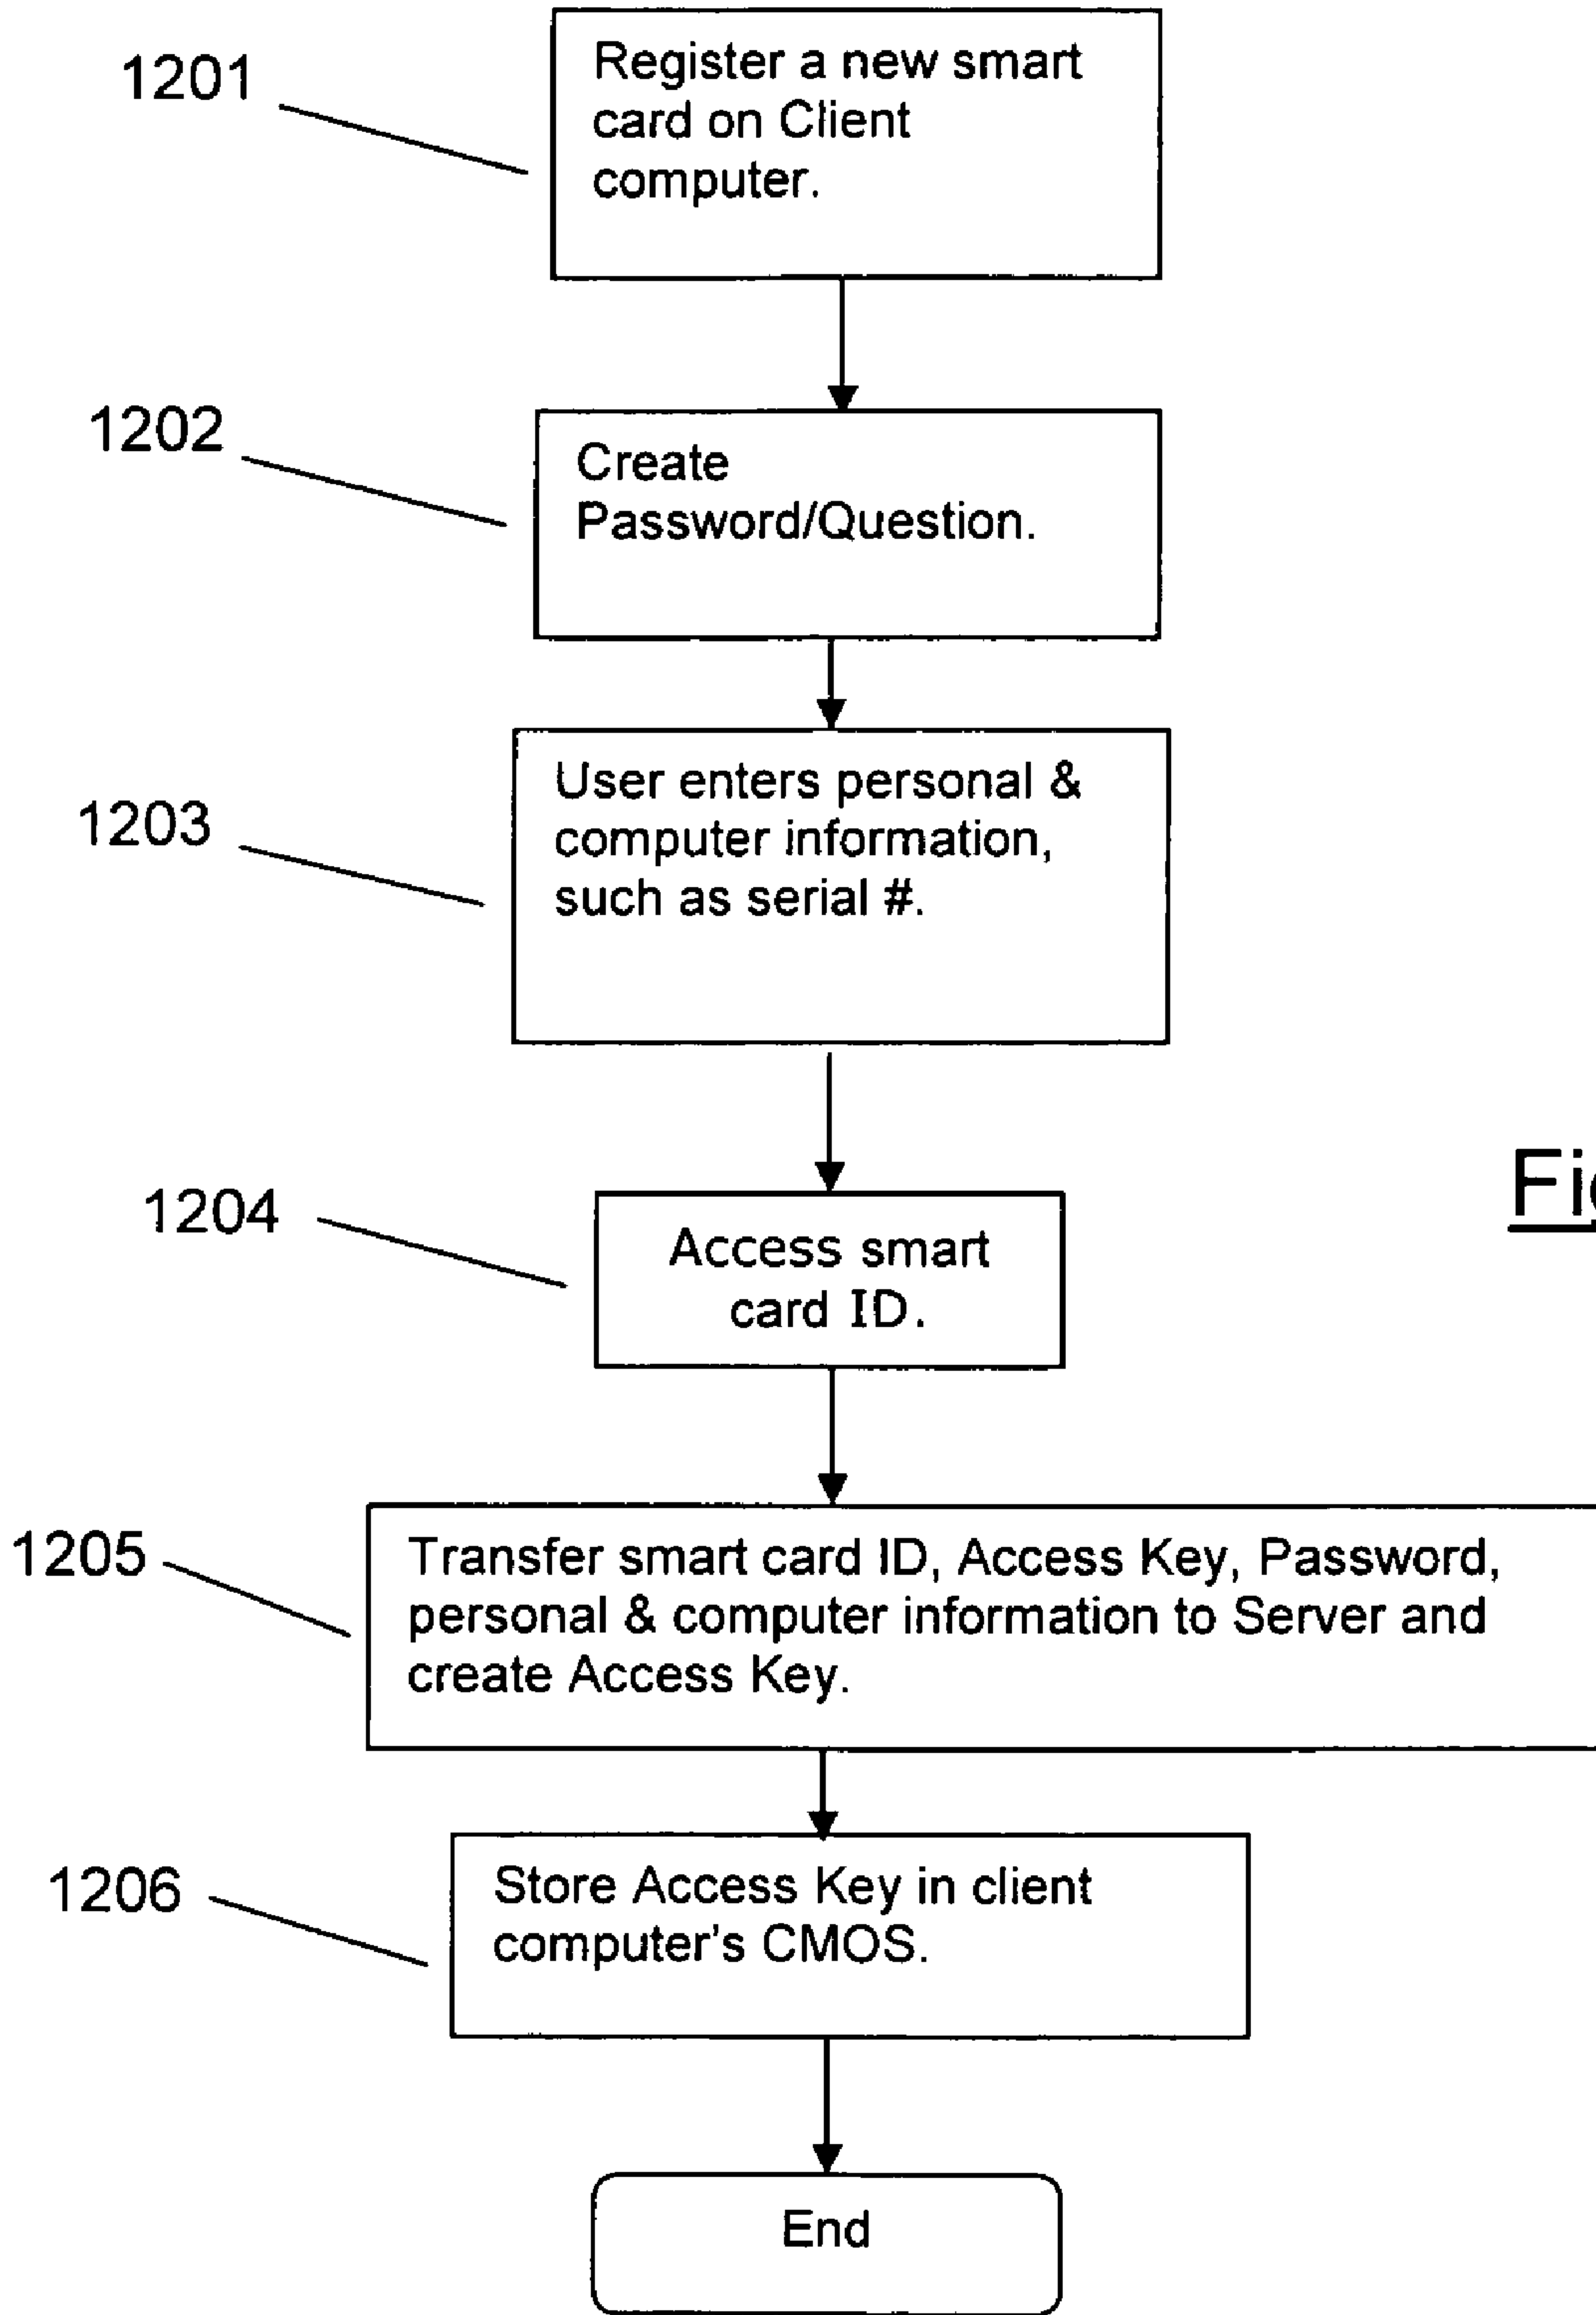 1201
Register a new smart
card on Client
computer.
1202
Create
Password/Question.
1203
User enters personal &
computer information,
such as serial #.
1204
Access smart
card ID.
1205
Transfer smart card ID, Access Key, Password,
personal & computer information to Server and
create Access Key.
1206
Store Access Key in client
computer's CMOS.
End